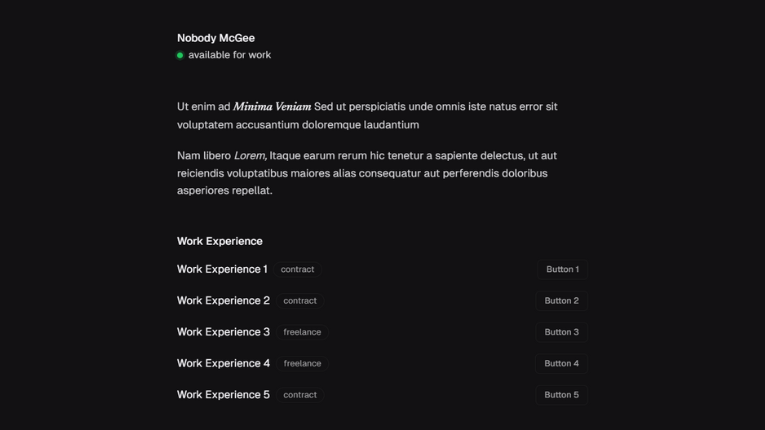 Nobody McGee
available for work
Ut enim ad Minima Veniam Sed ut perspiciatis unde omnis iste natus error sit
voluptatem accusantium doloremque laudantium
Nam libero Lorem, Itaque earum rerum hic tenetur a sapiente delectus, ut aut
reiciendis voluptatibus maiores alias consequatur aut perferendis doloribus
asperiores repellat.
Work Experience
Work Experience 1 contract Button 1
Work Experience 2 contract Button 2
Work Experience 3 freelance Button 3
Work Experience 4 freelance Button 4
Work Experience 5 contract Button 5